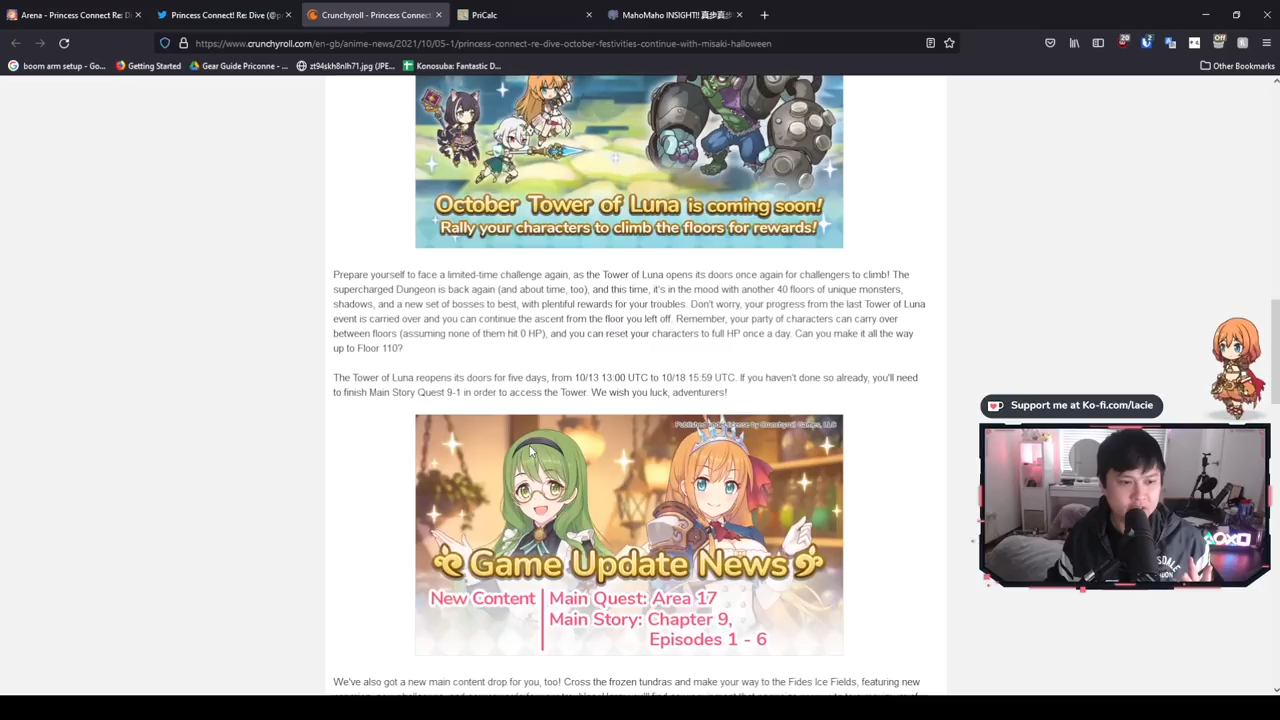 Arena - Princess Connect Re: Di
Princess Connect! Re: Dive (@pr
Crunchyroll - Princess Connect
PriCalc
MahoMaho INSIGHT!! 真步真步
https://www.crunchyroll.com/en-gb/anime-news/2021/10/05-1/princess-connect-re-dive-october-festivities-continue-with-misaki-halloween
20
2
Off
boom arm setup - Go...
Getting Started
Gear Guide Priconne - ...
zt94skh8nlh71.jpg (JPE...
Konosuba: Fantastic D...
Other Bookmarks
October Tower of Luna is coming soon!
Rally your characters to climb the floors for rewards!
Prepare yourself to face a limited-time challenge again, as the Tower of Luna opens its doors once again for challengers to climb! The
supercharged Dungeon is back again (and about time, too), and this time, it's in the mood with another 40 floors of unique monsters,
shadows, and a new set of bosses to best, with plentiful rewards for your troubles. Don't worry, your progress from the last Tower of Luna
event is carried over and you can continue the ascent from the floor you left off. Remember, your party of characters can carry over
between floors (assuming none of them hit 0 HP), and you can reset your characters to full HP once a day. Can you make it all the way
up to Floor 110?
The Tower of Luna reopens its doors for five days, from 10/13 13:00 UTC to 10/18 15:59 UTC. If you haven't done so already, you'll need
to finish Main Story Quest 9-1 in order to access the Tower. We wish you luck, adventurers!
Support me at Ko-fi.com/lacie
Game Update News
New Content
Main Quest: Area 17
Main Story: Chapter 9,
Episodes 1 - 6
We've also got a new main content drop for you, too! Cross the frozen tundras and make your way to the Fides Ice Fields, featuring new